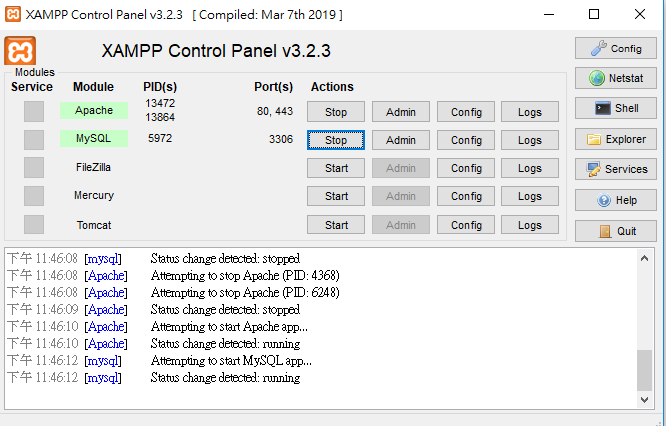 XAMPP Control Panel v3.2.3 [ Compiled: Mar 7th 2019 ]
XAMPP Control Panel v3.2.3
Config
Modules
Service Module PID(s) Port(s) Actions
Netstat
Apache 13472 13864 80, 443 Stop Admin Config Logs
Shell
MySQL 5972 3306 Stop Admin Config Logs
Explorer
FileZilla Start Admin Config Logs
Services
Mercury Start Admin Config Logs
Help
Tomcat Start Admin Config Logs
Quit
下午 11:46:08 [mysql] Status change detected: stopped
下午 11:46:08 [Apache] Attempting to stop Apache (PID: 4368)
下午 11:46:08 [Apache] Attempting to stop Apache (PID: 6248)
下午 11:46:09 [Apache] Status change detected: stopped
下午 11:46:10 [Apache] Attempting to start Apache app...
下午 11:46:10 [Apache] Status change detected: running
下午 11:46:12 [mysql] Attempting to start MySQL app...
下午 11:46:12 [mysql] Status change detected: running